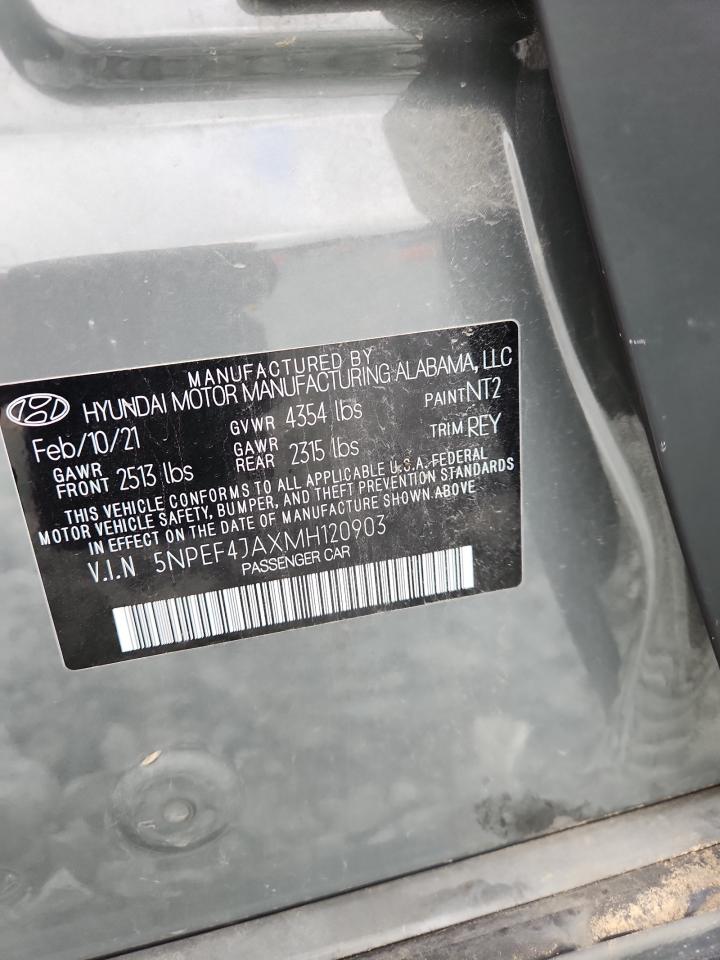 MANUFACTURED BY
HYUNDAI MOTOR MANUFACTURING ALABAMA, LLC
Feb/10/21 GVWR 4354 lbs PAINT NT2
GAWR FRONT 2513 lbs GAWR REAR 2315 lbs TRIM REY
THIS VEHICLE CONFORMS TO ALL APPLICABLE U.S.A. FEDERAL
MOTOR VEHICLE SAFETY, BUMPER, AND THEFT PREVENTION STANDARDS
IN EFFECT ON THE DATE OF MANUFACTURE SHOWN ABOVE
V.I.N 5NPEF4JAXMH120903
PASSENGER CAR